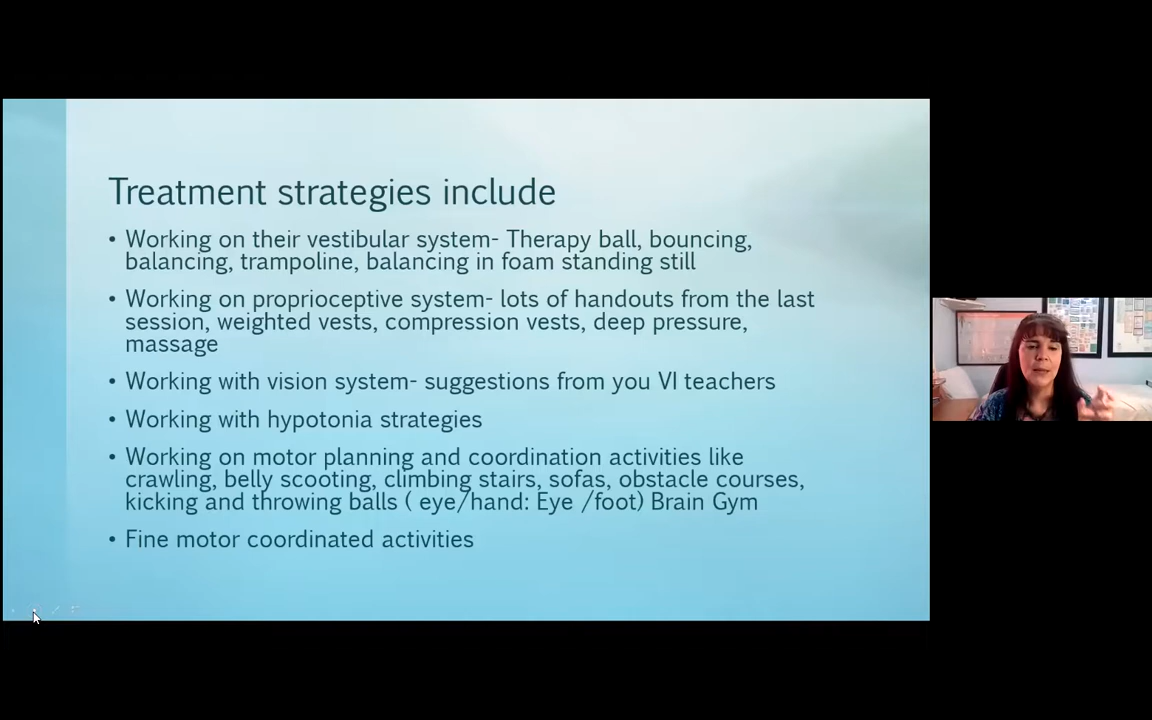 Treatment strategies include
• Working on their vestibular system- Therapy ball, bouncing,
balancing, trampoline, balancing in foam standing still
• Working on proprioceptive system- lots of handouts from the last
session, weighted vests, compression vests, deep pressure,
massage
• Working with vision system- suggestions from you VI teachers
• Working with hypotonia strategies
• Working on motor planning and coordination activities like
crawling, belly scooting, climbing stairs, sofas, obstacle courses,
kicking and throwing balls ( eye/hand: Eye /foot) Brain Gym
• Fine motor coordinated activities